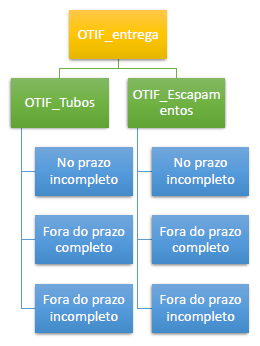 OTIF_entrega
OTIF_Tubos
OTIF_Escapam
entos
No prazo
incompleto
No prazo
incompleto
Fora do prazo
completo
Fora do prazo
completo
Fora do prazo
incompleto
Fora do prazo
incompleto